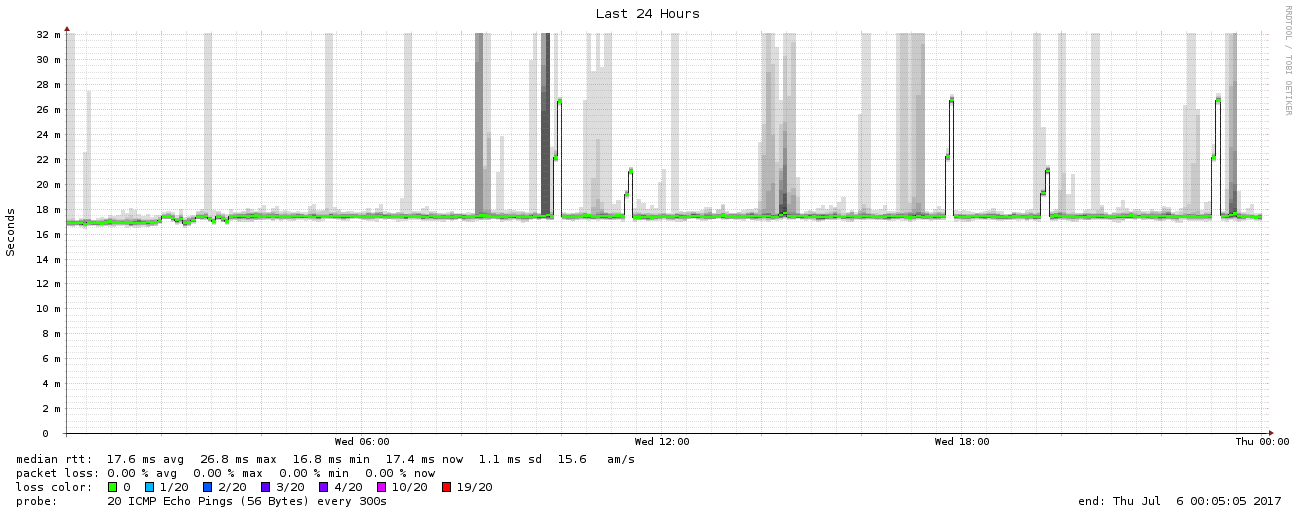 Last 24 Hours
RRDTOOL / TOBI OETIKER
Seconds
32 m
30 m
28 m
26 m
24 m
22 m
20 m
18 m
16 m
14 m
12 m
10 m
8 m
6 m
4 m
2 m
0
Wed 06:00 Wed 12:00 Wed 18:00 Thu 00:00
median rtt: 17.6 ms avg 26.8 ms max 16.8 ms min 17.4 ms now 1.1 ms sd 15.6 am/s
packet loss: 0.00 % avg 0.00 % max 0.00 % min 0.00 % now
loss color: 0 1/20 2/20 3/20 4/20 10/20 19/20
probe: 20 ICMP Echo Pings (56 Bytes) every 300s end: Thu Jul 6 00:05:05 2017